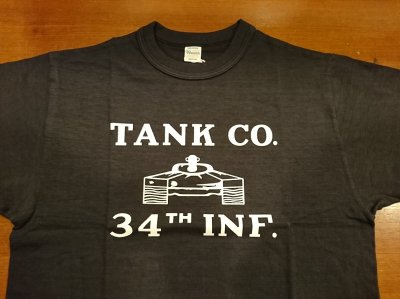 TANK CO.
34TH INF.